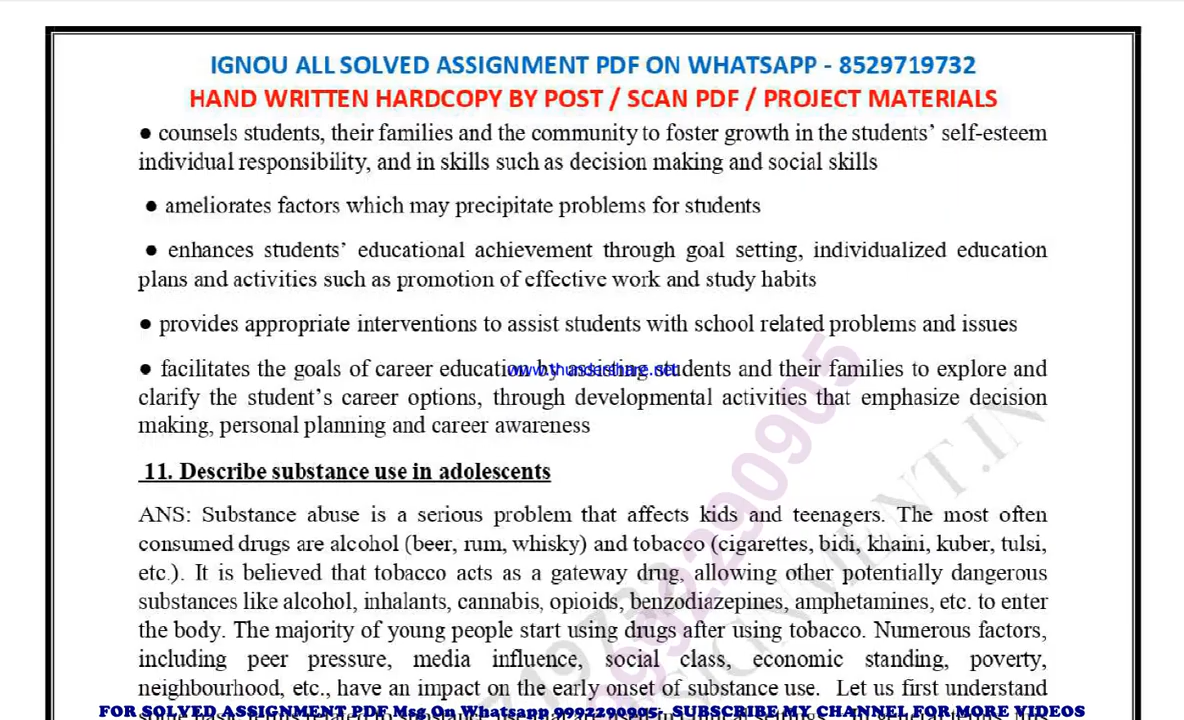 IGNOU ALL SOLVED ASSIGNMENT PDF ON WHATSAPP - 8529719732
HAND WRITTEN HARDCOPY BY POST / SCAN PDF / PROJECT MATERIALS
● counsels students, their families and the community to foster growth in the students’ self-esteem
individual responsibility, and in skills such as decision making and social skills
● ameliorates factors which may precipitate problems for students
● enhances students’ educational achievement through goal setting, individualized education
plans and activities such as promotion of effective work and study habits
● provides appropriate interventions to assist students with school related problems and issues
● facilitates the goals of career education by assisting students and their families to explore and
www.thundershare.net
clarify the student’s career options, through developmental activities that emphasize decision
making, personal planning and career awareness
11. Describe substance use in adolescents
ANS: Substance abuse is a serious problem that affects kids and teenagers. The most often
consumed drugs are alcohol (beer, rum, whisky) and tobacco (cigarettes, bidi, khaini, kuber, tulsi,
etc.). It is believed that tobacco acts as a gateway drug, allowing other potentially dangerous
substances like alcohol, inhalants, cannabis, opioids, benzodiazepines, amphetamines, etc. to enter
the body. The majority of young people start using drugs after using tobacco. Numerous factors,
including peer pressure, media influence, social class, economic standing, poverty,
neighbourhood, etc., have an impact on the early onset of substance use. Let us first understand
FOR SOLVED ASSIGNMENT PDF Msg On Whatsapp 9992290905, SUBSCRIBE MY CHANNEL FOR MORE VIDEOS